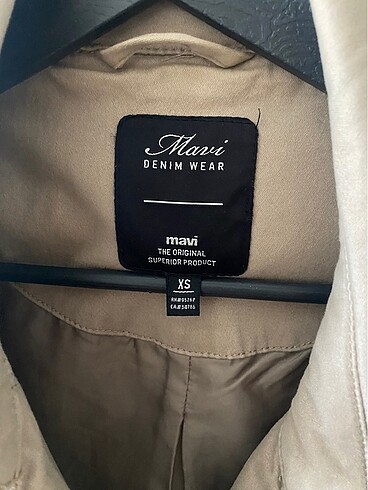 Mavi
DENIM WEAR
mavi
THE ORIGINAL
SUPERIOR PRODUCT
XS